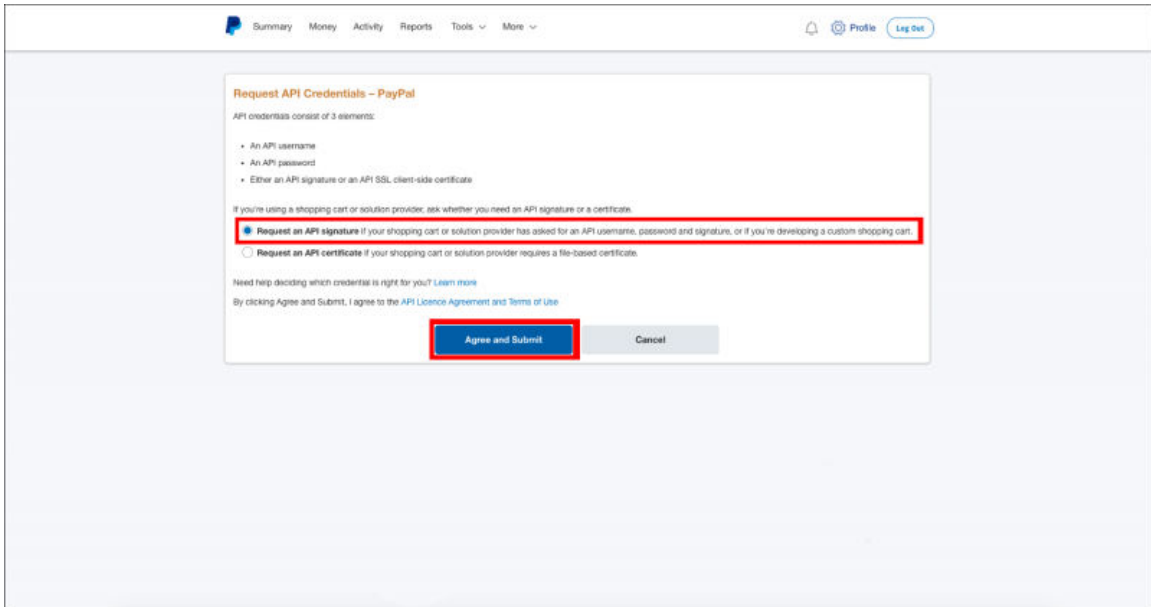 Summary Money Activity Reports Tools More Profile Log Out
Request API Credentials – PayPal
API credentials consist of 3 elements:
• An API username
• An API password
• Either an API signature or an API SSL client-side certificate
If you're using a shopping cart or solution provider, ask whether you need an API signature or a certificate.
Request an API signature if your shopping cart or solution provider has asked for an API username, password and signature, or if you're developing a custom shopping cart.
Request an API certificate if your shopping cart or solution provider requires a file-based certificate.
Need help deciding which credential is right for you? Learn more
By clicking Agree and Submit, I agree to the API Licence Agreement and Terms of Use
Agree and Submit Cancel